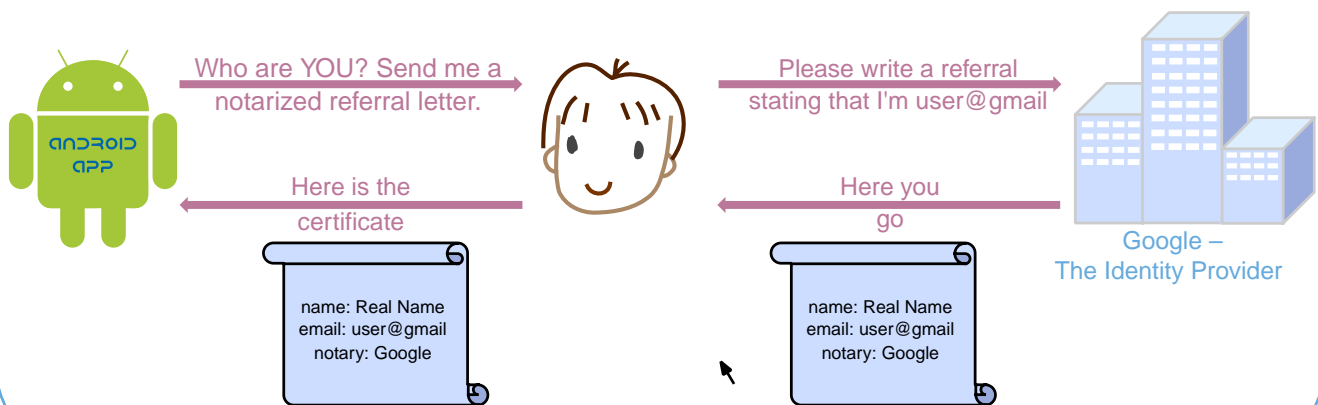 Who are YOU? Send me a
notarized referral letter.
Please write a referral
stating that I'm user@gmail
ANDROID
APP
Here is the
certificate
Here you
go
Google –
The Identity Provider
name: Real Name
email: user@gmail
notary: Google
name: Real Name
email: user@gmail
notary: Google